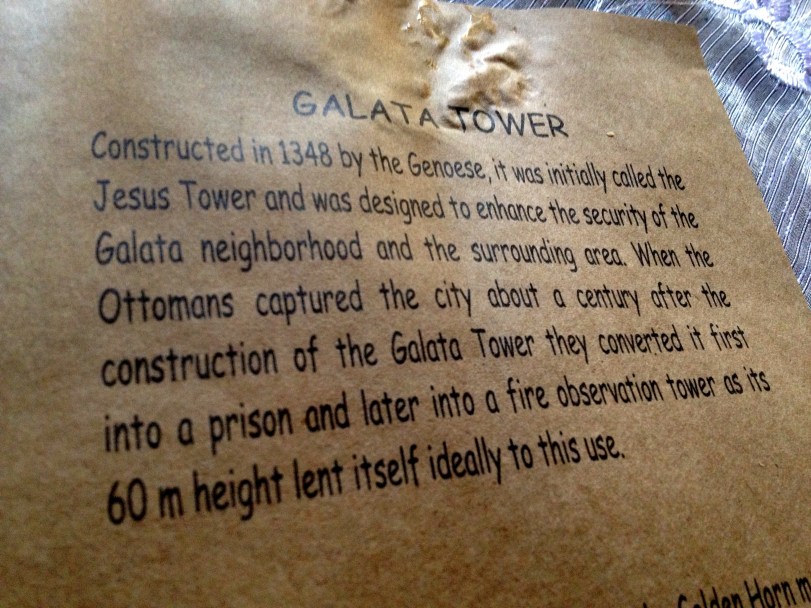 GALATA TOWER
Constructed in 1348 by the Genoese, it was initially called the
Jesus Tower and was designed to enhance the security of the
Galata neighborhood and the surrounding area. When the
Ottomans captured the city about a century after the
construction of the Galata Tower they converted it first
into a prison and later into a fire observation tower as its
60 m height lent itself ideally to this use.
Golden Horn